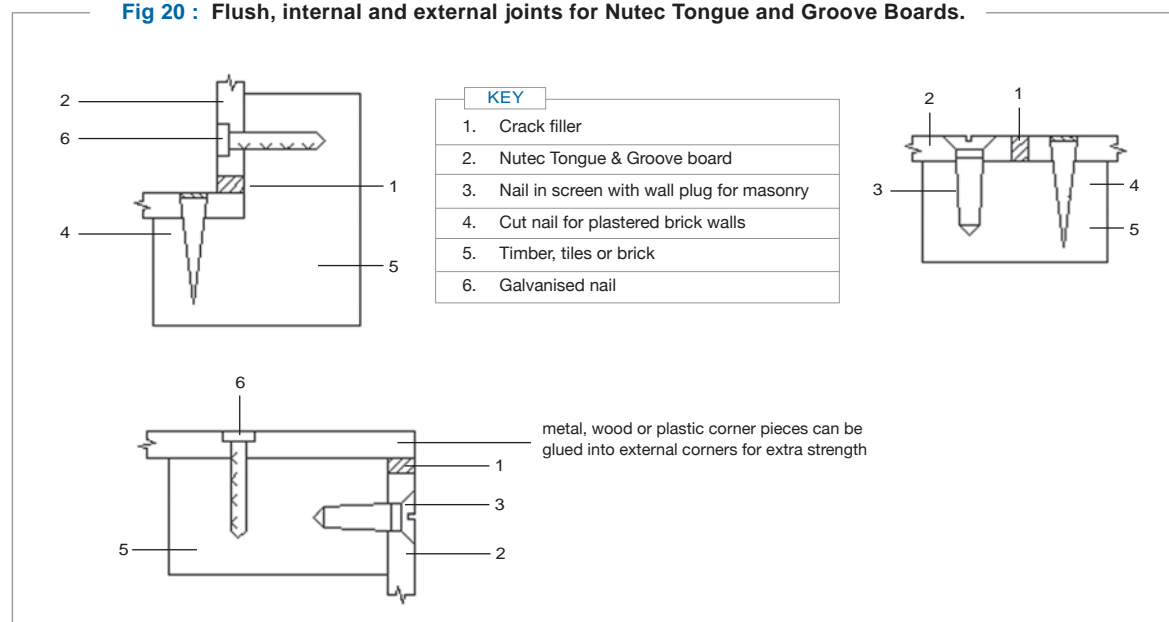 Fig 20 : Flush, internal and external joints for Nutec Tongue and Groove Boards.
2
6
1
4
5
KEY
1. Crack filler
2. Nutec Tongue & Groove board
3. Nail in screen with wall plug for masonry
4. Cut nail for plastered brick walls
5. Timber, tiles or brick
6. Galvanised nail
2
1
3
4
5
6
metal, wood or plastic corner pieces can be
glued into external corners for extra strength
1
3
5
2